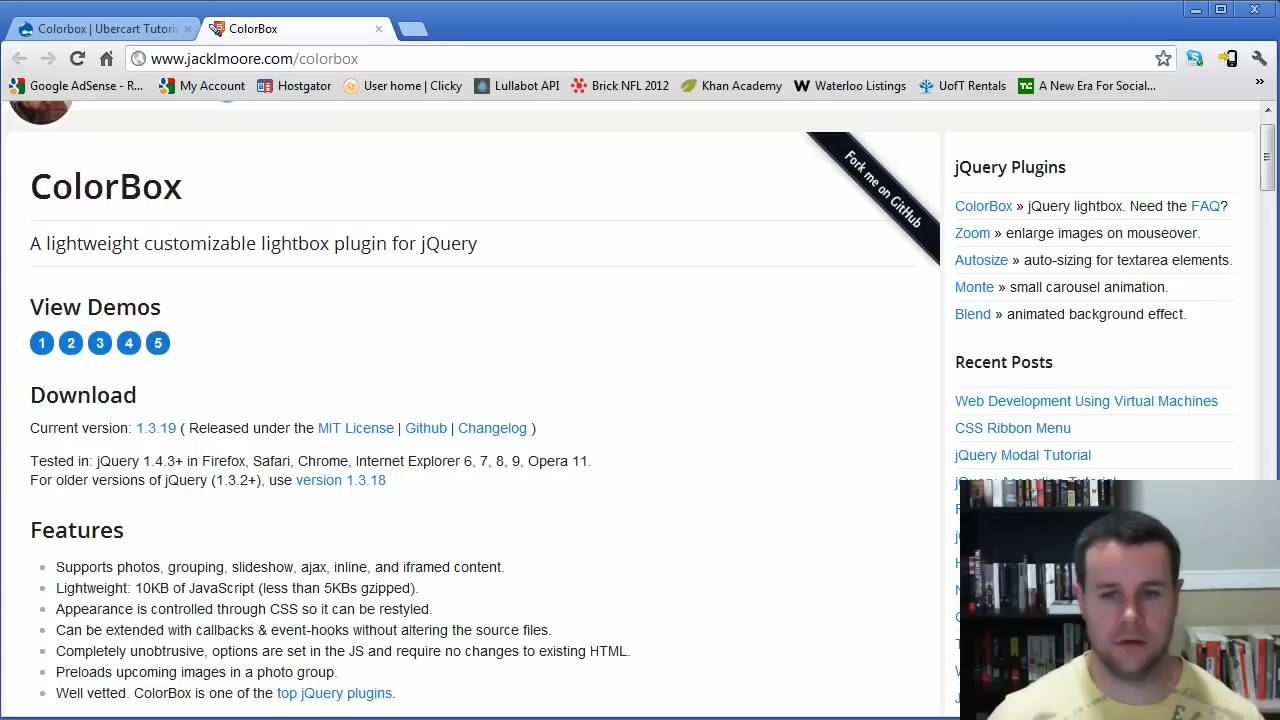 Colorbox | Ubercart Tutori
ColorBox
www.jacklmoore.com/colorbox
Google AdSense - R...
My Account
Hostgator
User home | Clicky
Lullabot API
Brick NFL 2012
Khan Academy
Waterloo Listings
UofT Rentals
A New Era For Social...
»
ColorBox
Fork me on GitHub
A lightweight customizable lightbox plugin for jQuery
View Demos
1 2 3 4 5
Download
Current version: 1.3.19 ( Released under the MIT License | Github | Changelog )
Tested in: jQuery 1.4.3+ in Firefox, Safari, Chrome, Internet Explorer 6, 7, 8, 9, Opera 11.
For older versions of jQuery (1.3.2+), use version 1.3.18
Features
Supports photos, grouping, slideshow, ajax, inline, and iframed content.
Lightweight: 10KB of JavaScript (less than 5KBs gzipped).
Appearance is controlled through CSS so it can be restyled.
Can be extended with callbacks & event-hooks without altering the source files.
Completely unobtrusive, options are set in the JS and require no changes to existing HTML.
Preloads upcoming images in a photo group.
Well vetted. ColorBox is one of the top jQuery plugins.
jQuery Plugins
ColorBox » jQuery lightbox. Need the FAQ?
Zoom » enlarge images on mouseover.
Autosize » auto-sizing for textarea elements.
Monte » small carousel animation.
Blend » animated background effect.
Recent Posts
Web Development Using Virtual Machines
CSS Ribbon Menu
jQuery Modal Tutorial